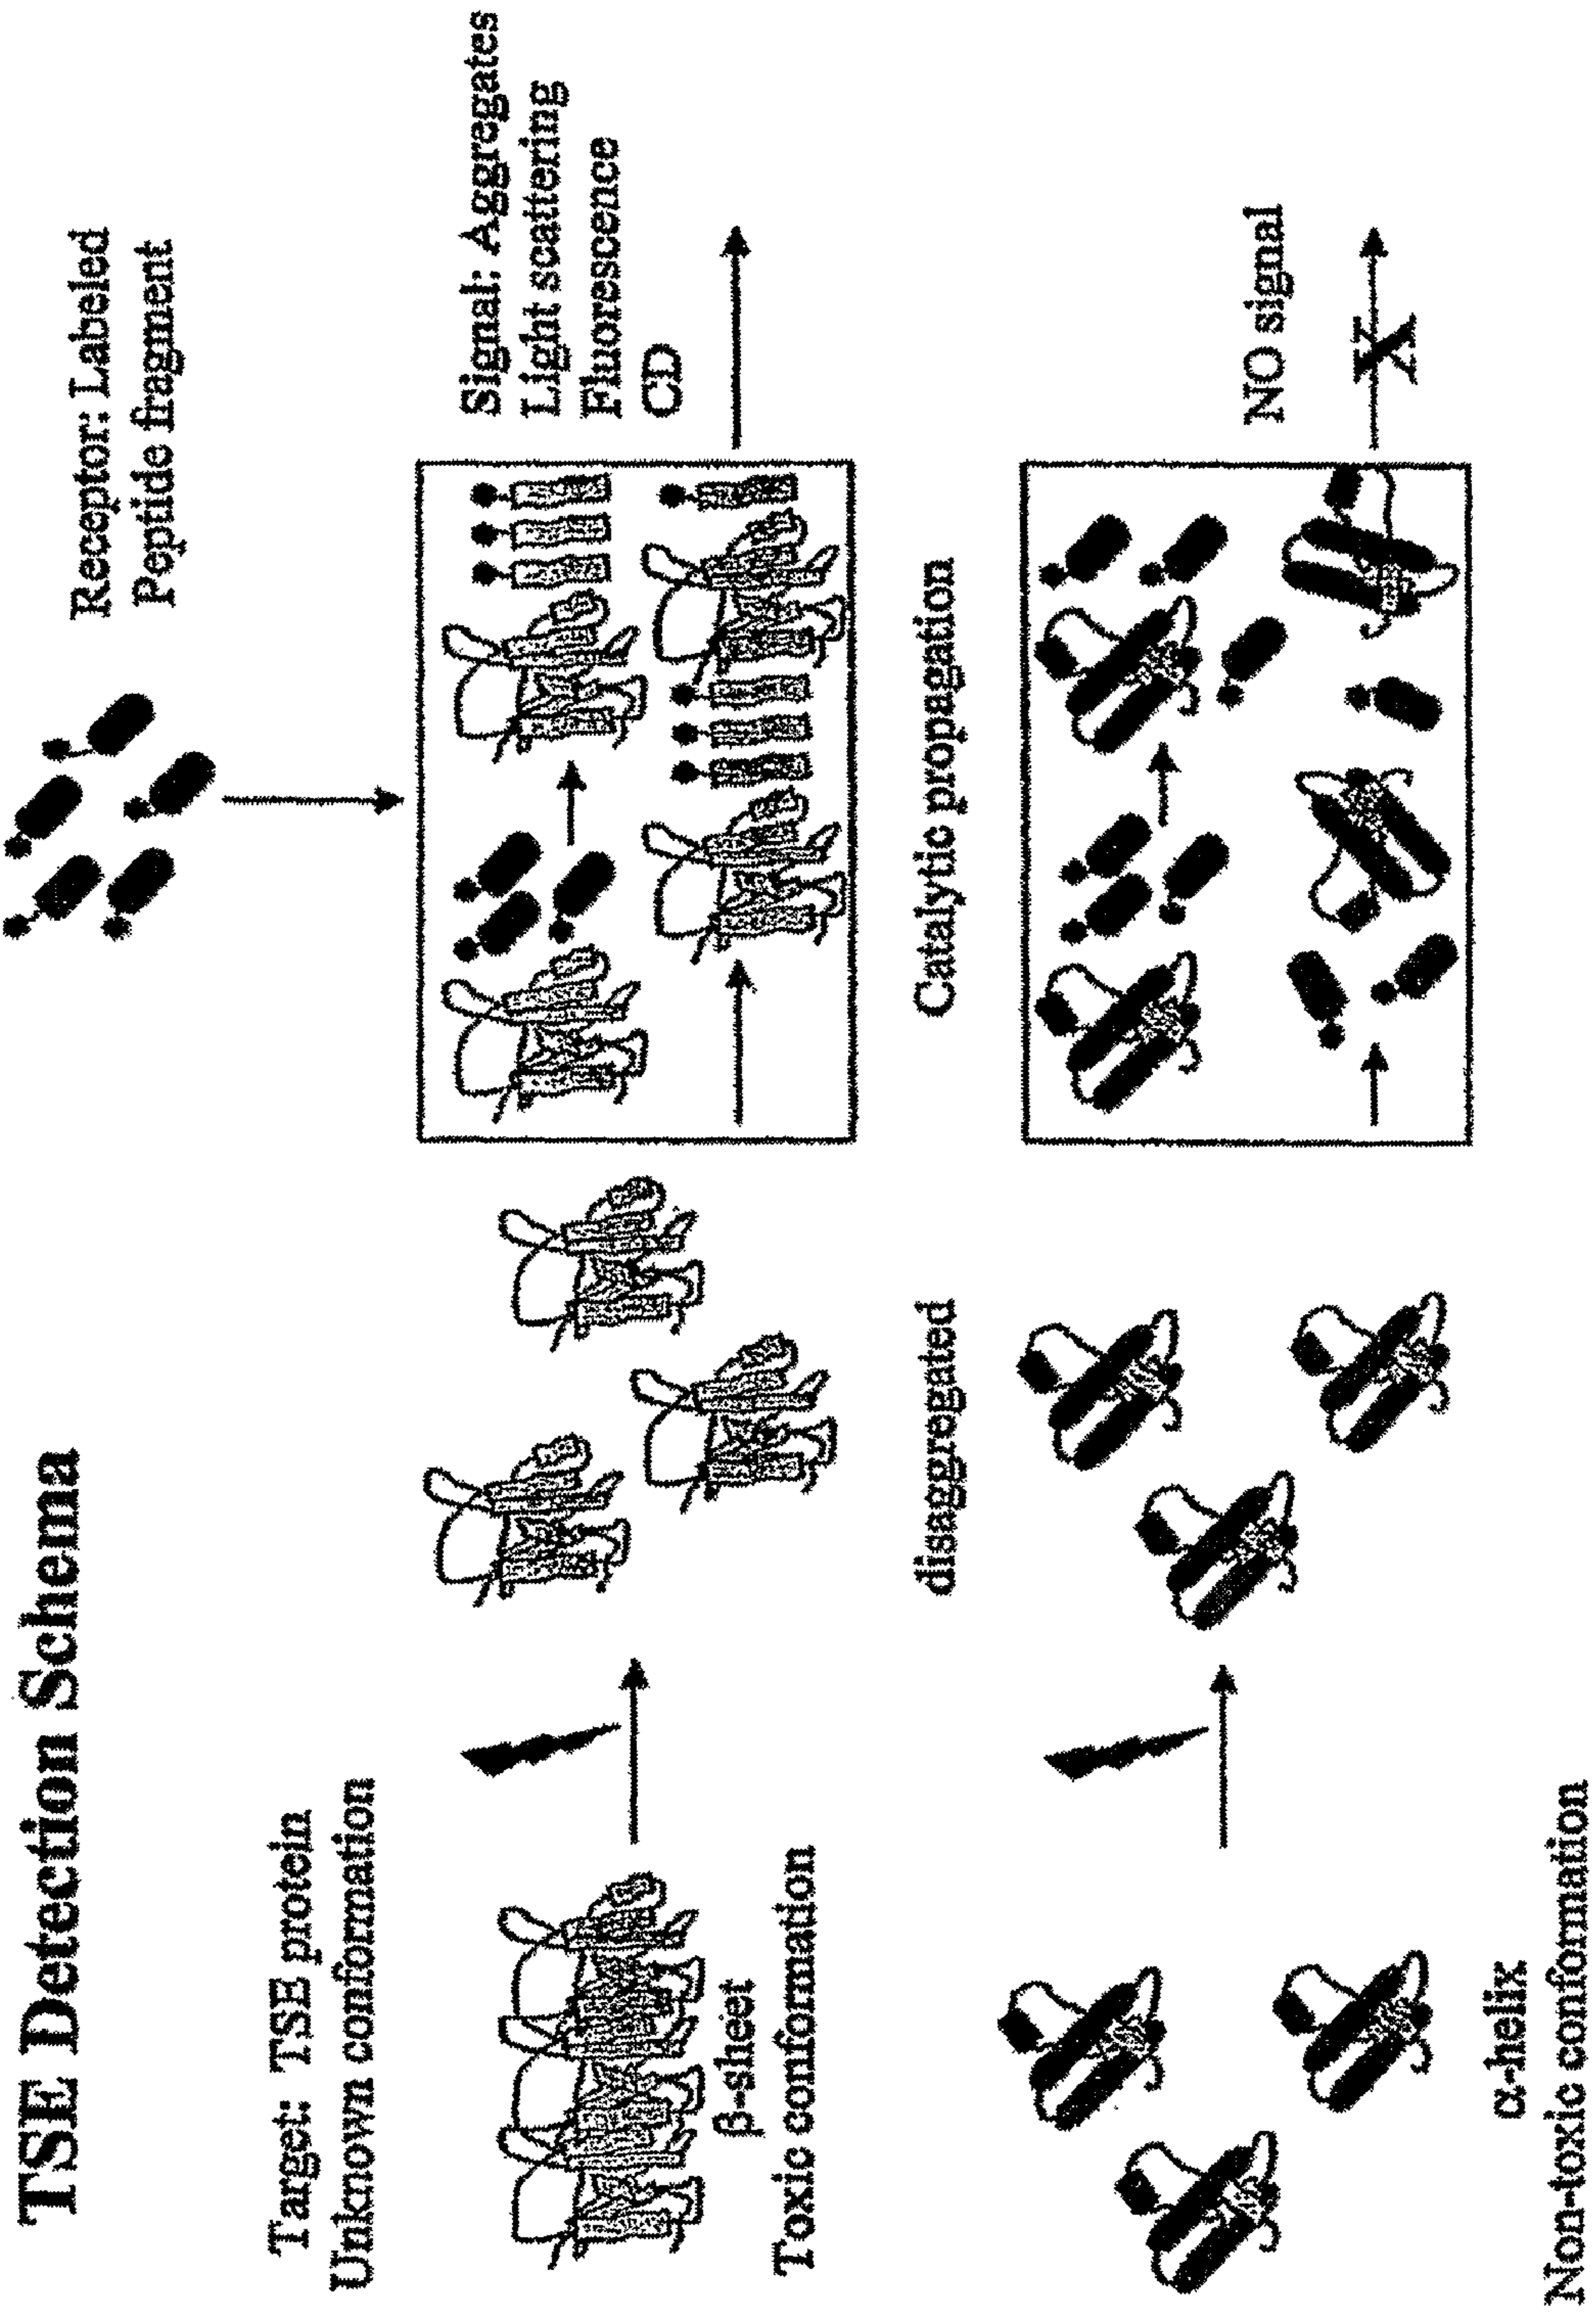 TSE Detection Schema
Receptor: Labeled
Peptide fragment
Target: TSE protein
Unknown conformation
Signal: Aggregates
Light scattering
Fluorescence
CD
β-sheet
Toxic conformation
disaggregated
Catalytic propagation
NO signal
X
α-helix
Non-toxic conformation